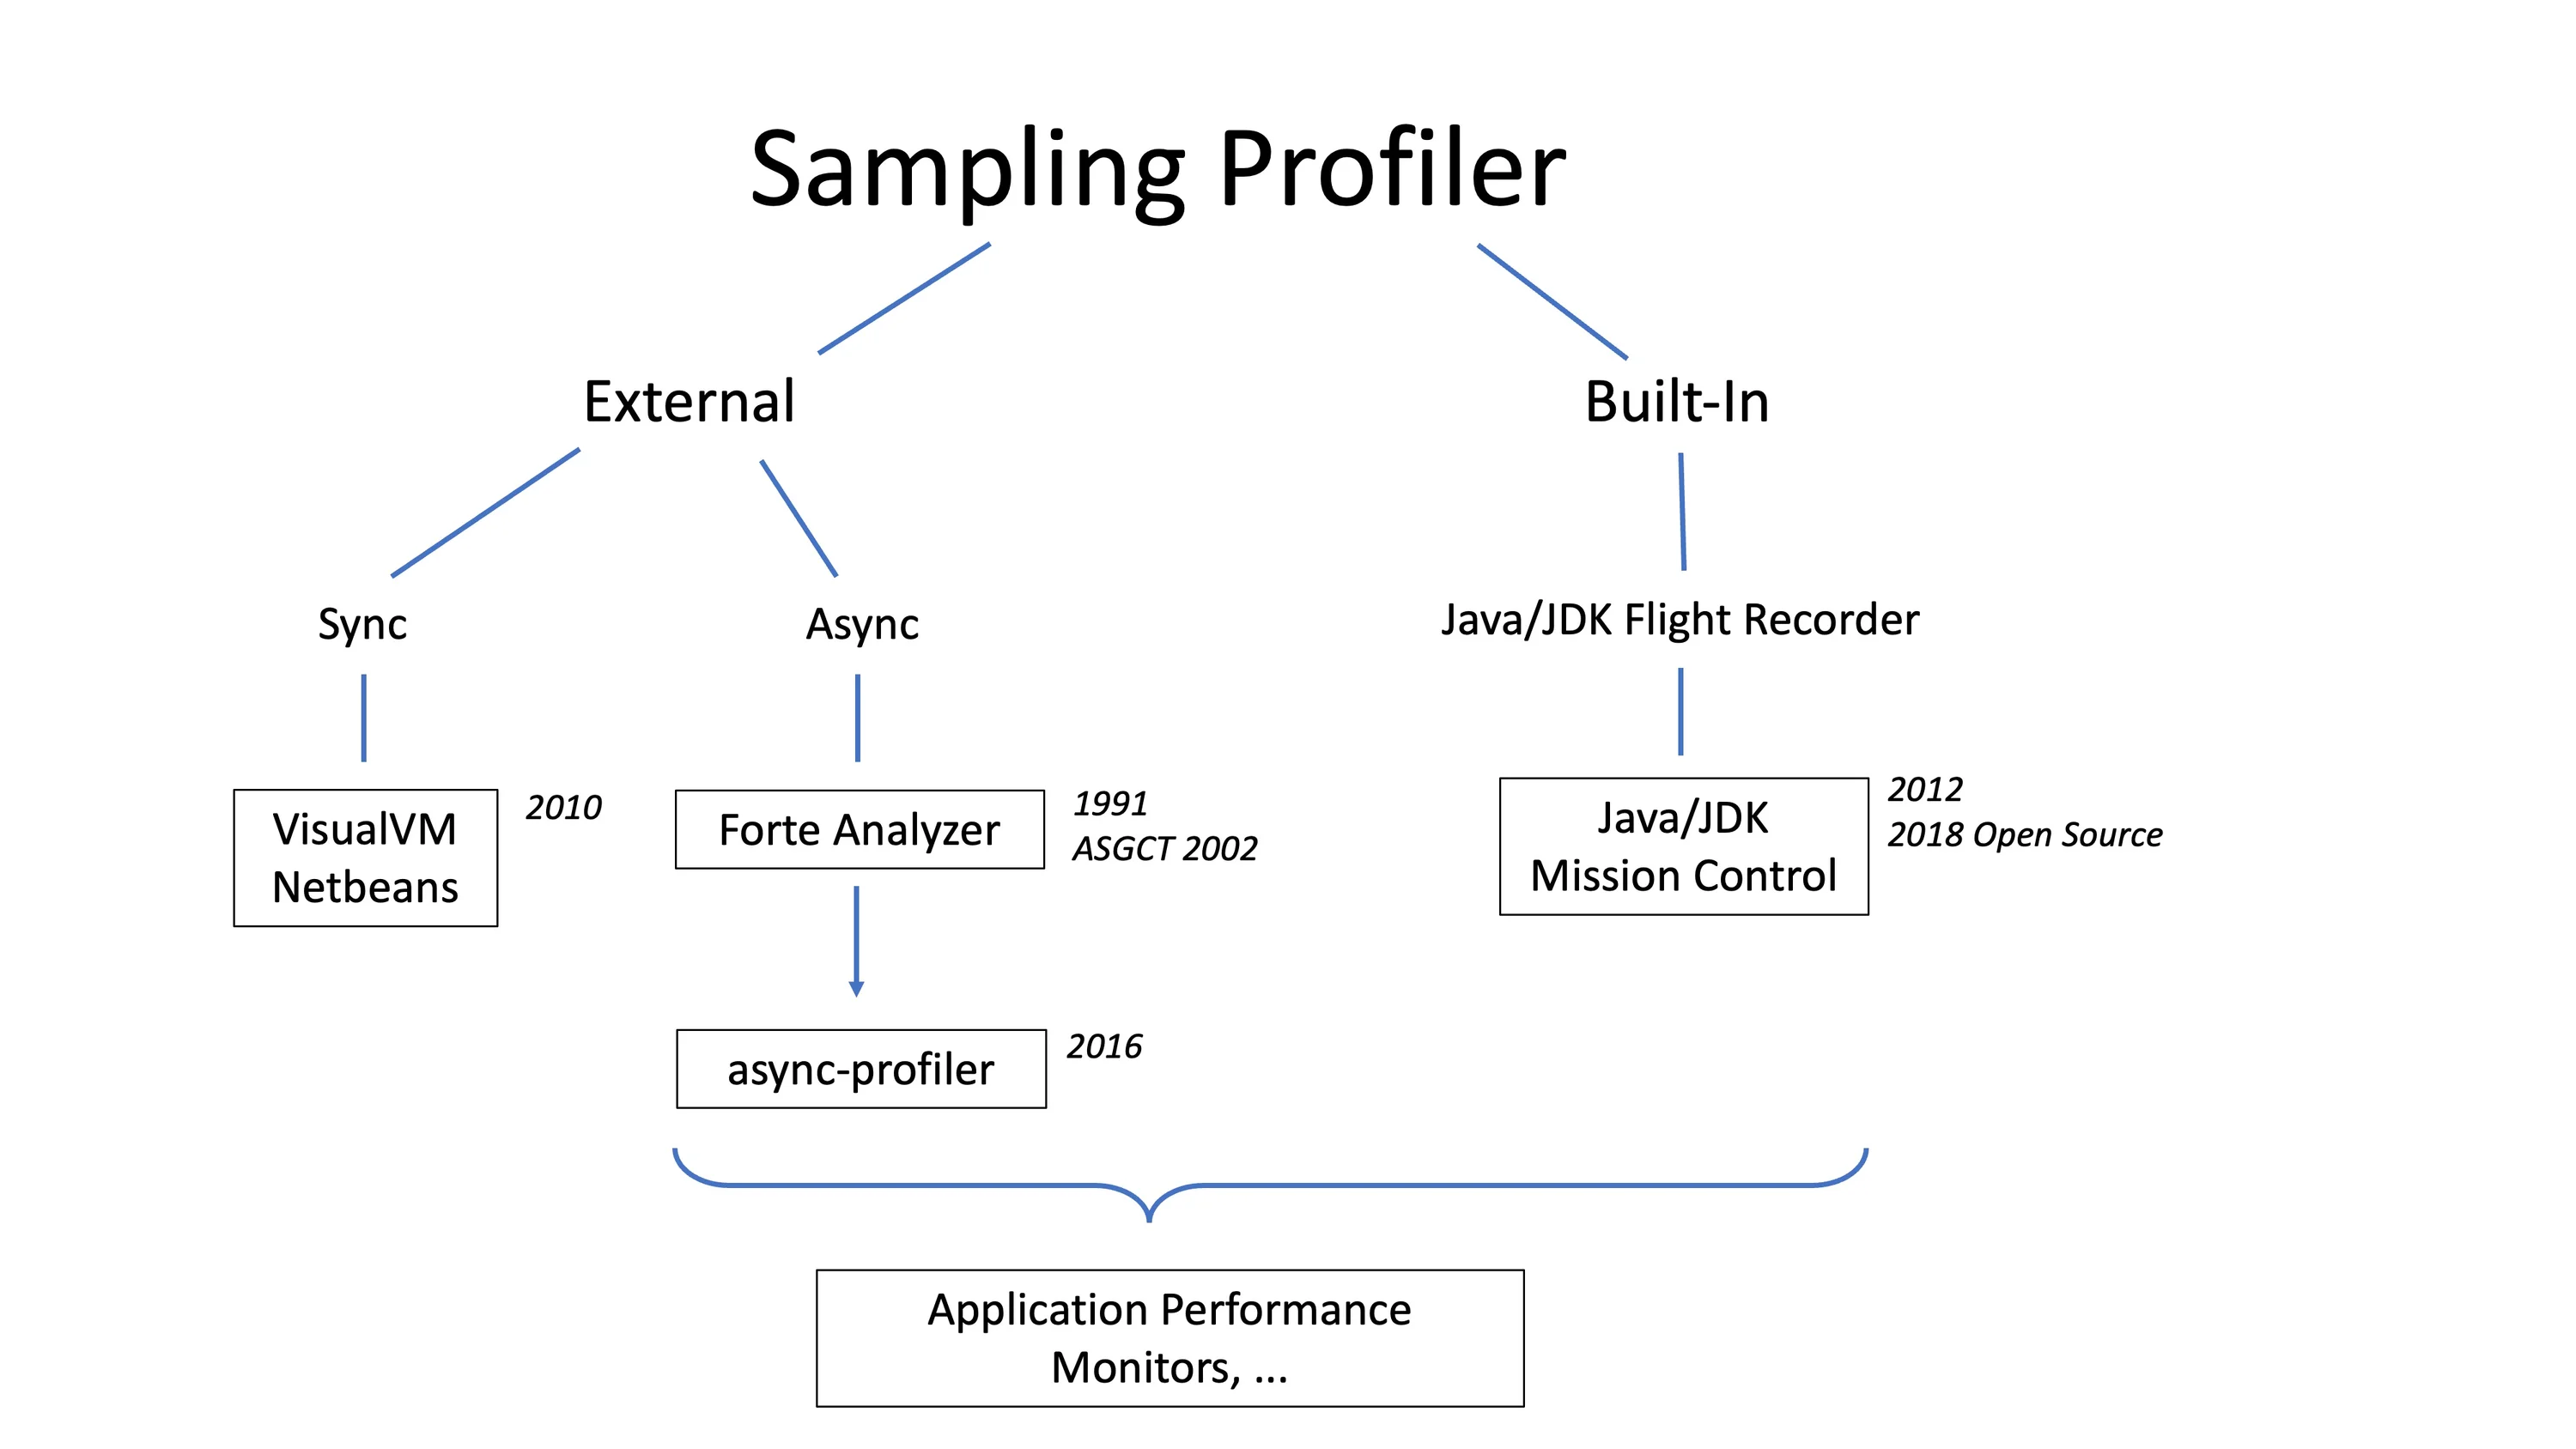 Sampling Profiler
External
Built-In
Sync
Async
Java/JDK Flight Recorder
VisualVM
Netbeans
2010
Forte Analyzer
1991
ASGCT 2002
Java/JDK
Mission Control
2012
2018 Open Source
async-profiler
2016
Application Performance
Monitors, ...